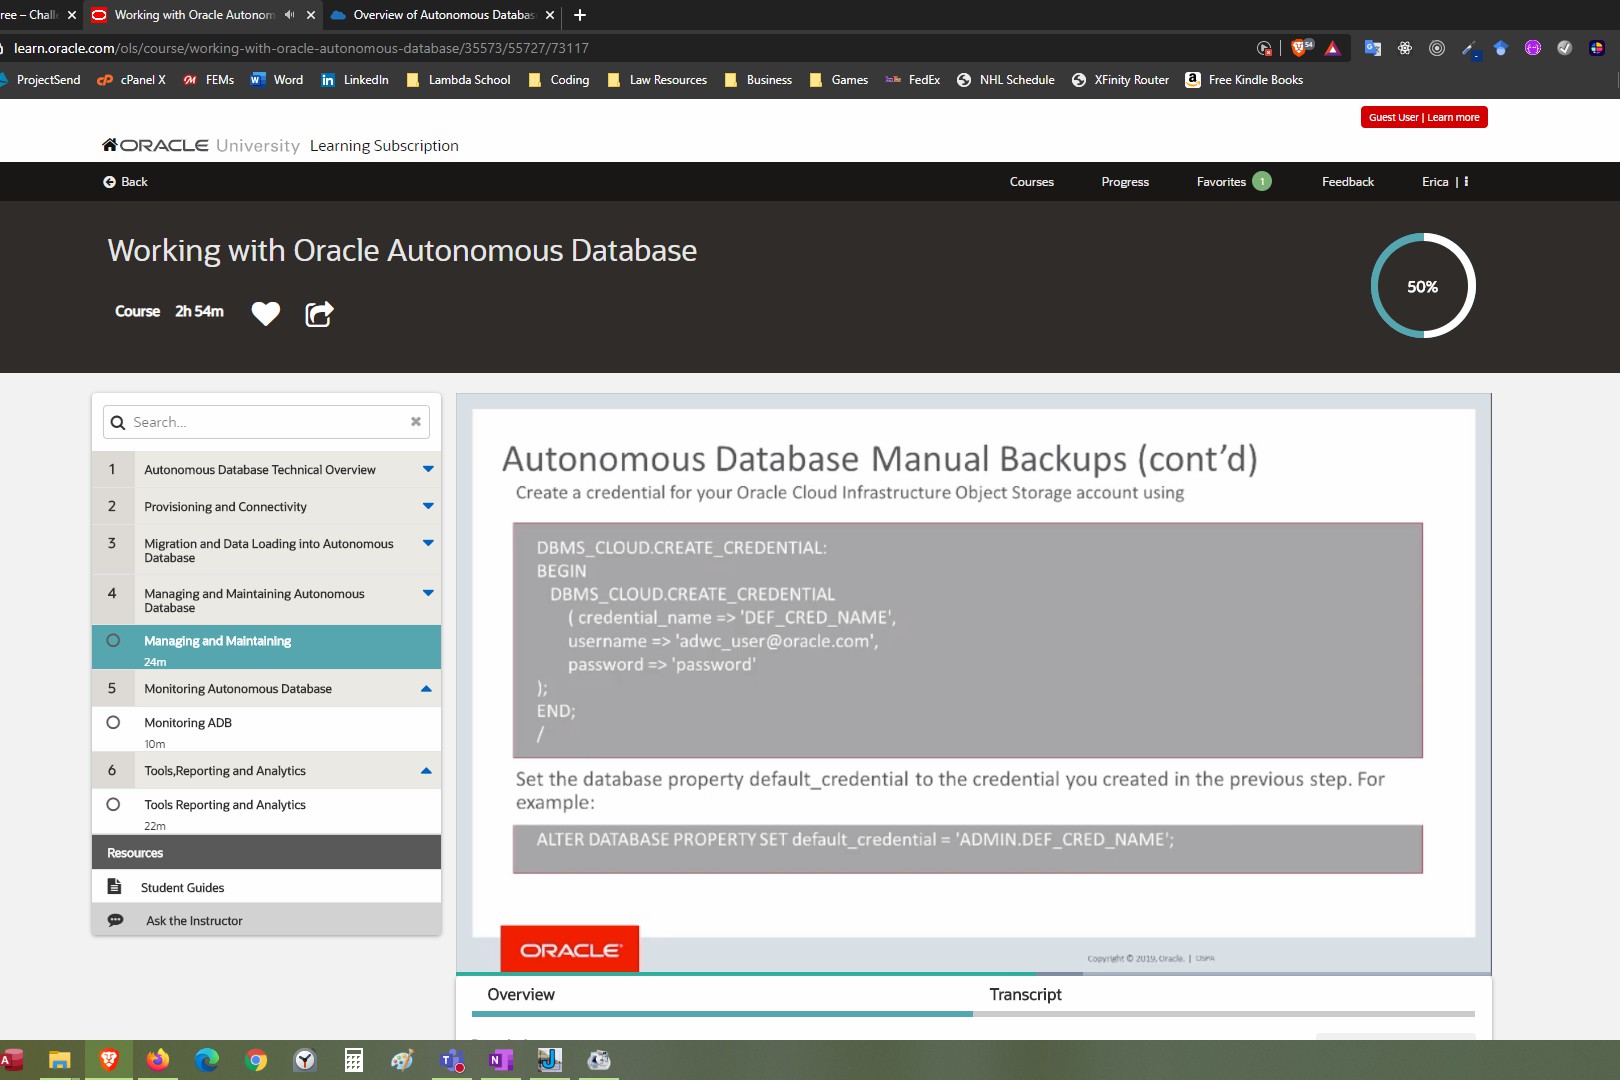 ree – Chall
Working with Oracle Autonom
Overview of Autonomous Databas
learn.oracle.com/ols/course/working-with-oracle-autonomous-database/35573/55727/73117
54
ProjectSend
cPanel X
FEMs
Word
LinkedIn
Lambda School
Coding
Law Resources
Business
Games
FedEx
NHL Schedule
XFinity Router
Free Kindle Books
Guest User | Learn more
ORACLE University Learning Subscription
Back
Courses
Progress
Favorites 1
Feedback
Erica |
Working with Oracle Autonomous Database
Course 2h 54m
50%
Search...
1 Autonomous Database Technical Overview
2 Provisioning and Connectivity
3 Migration and Data Loading into Autonomous
Database
4 Managing and Maintaining Autonomous
Database
Managing and Maintaining
24m
5 Monitoring Autonomous Database
Monitoring ADB
10m
6 Tools,Reporting and Analytics
Tools Reporting and Analytics
22m
Resources
Student Guides
Ask the Instructor
Autonomous Database Manual Backups (cont’d)
Create a credential for your Oracle Cloud Infrastructure Object Storage account using
DBMS_CLOUD.CREATE_CREDENTIAL:
BEGIN
DBMS_CLOUD.CREATE_CREDENTIAL
( credential_name => 'DEF_CRED_NAME',
username => 'adwc_user@oracle.com',
password => 'password'
);
END;
/
Set the database property default_credential to the credential you created in the previous step. For
example:
ALTER DATABASE PROPERTY SET default_credential = 'ADMIN.DEF_CRED_NAME';
ORACLE
Copyright © 2019, Oracle. |
Overview
Transcript